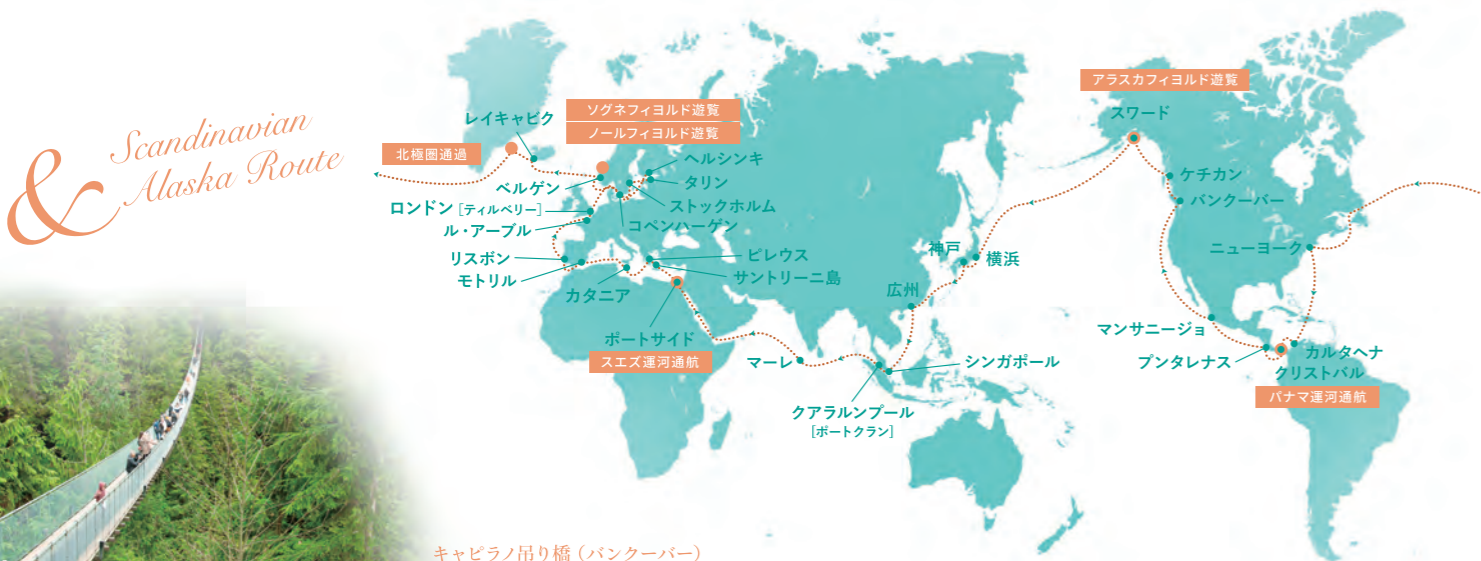 &
Scandinavian
Alaska Route
北極圏通過
レイキャビク
ソグネフィヨルド遊覧
ノールフィヨルド遊覧
ベルゲン
ロンドン［ティルベリー］
ル・アーブル
ヘルシンキ
タリン
ストックホルム
コペンハーゲン
リスボン
モトリル
カタニア
ピレウス
サントリーニ島
ポートサイド
スエズ運河通航
マーレ
クアラルンプール
［ポートクラン］
シンガポール
広州
神戸
横浜
アラスカフィヨルド遊覧
スワード
ケチカン
バンクーバー
ニューヨーク
マンサニージョ
プンタレナス
カルタヘナ
クリストバル
パナマ運河通航
キャピラノ吊り橋（バンクーバー）